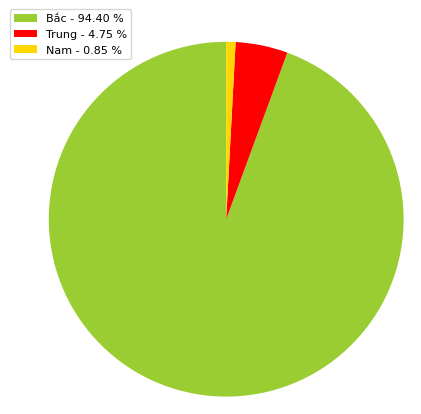 Bắc - 94.40 %
Trung - 4.75 %
Nam - 0.85 %